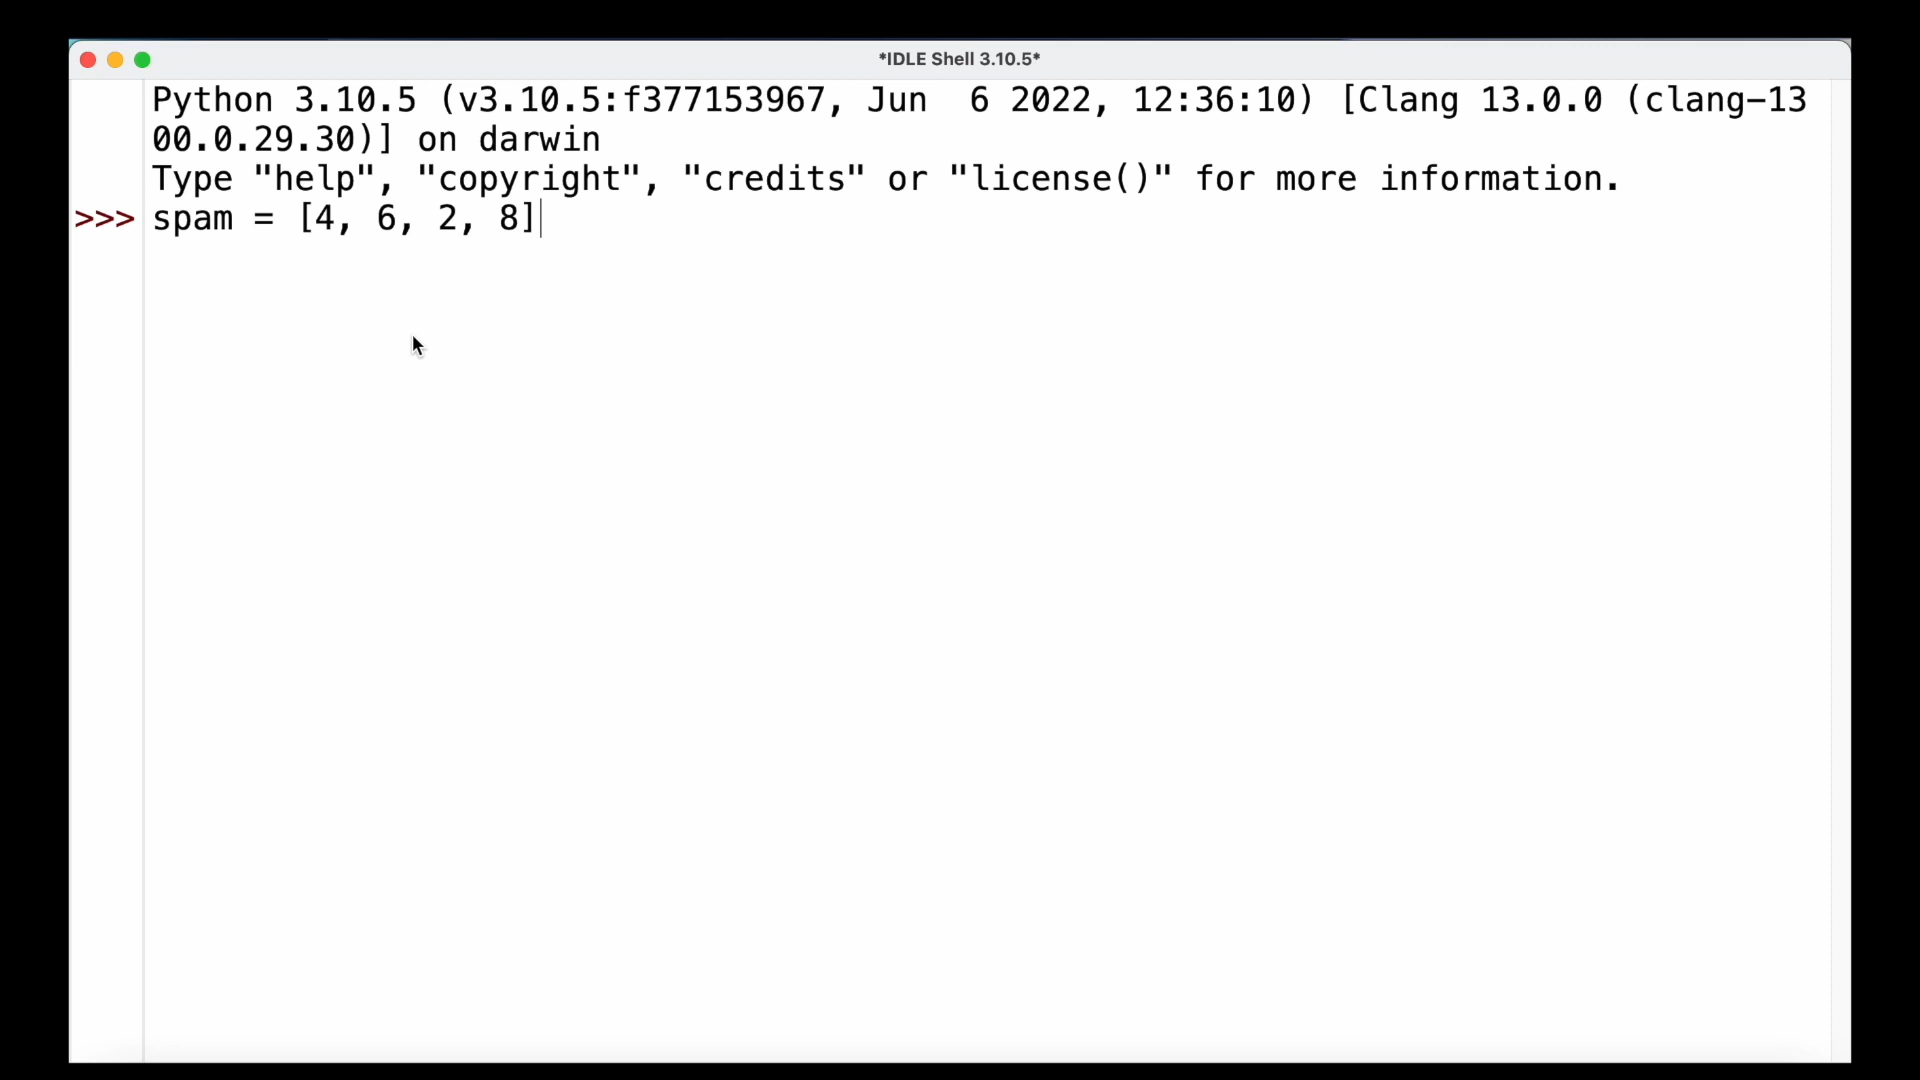 *IDLE Shell 3.10.5*
Python 3.10.5 (v3.10.5:f377153967, Jun  6 2022, 12:36:10) [Clang 13.0.0 (clang-13
00.0.29.30)] on darwin
Type "help", "copyright", "credits" or "license()" for more information.
>>> spam = [4, 6, 2, 8]